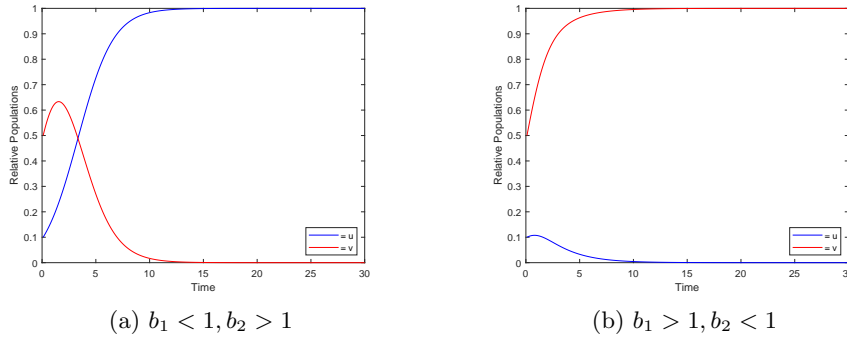 1
0.9
0.8
0.7
0.6
0.5
0.4
0.3
0.2
0.1
0
Relative Populations
0 5 10 15 20 25 30
Time
= u
= v
(a) b₁ < 1, b₂ > 1
1
0.9
0.8
0.7
0.6
0.5
0.4
0.3
0.2
0.1
0
Relative Populations
0 5 10 15 20 25 30
Time
= u
= v
(b) b₁ > 1, b₂ < 1